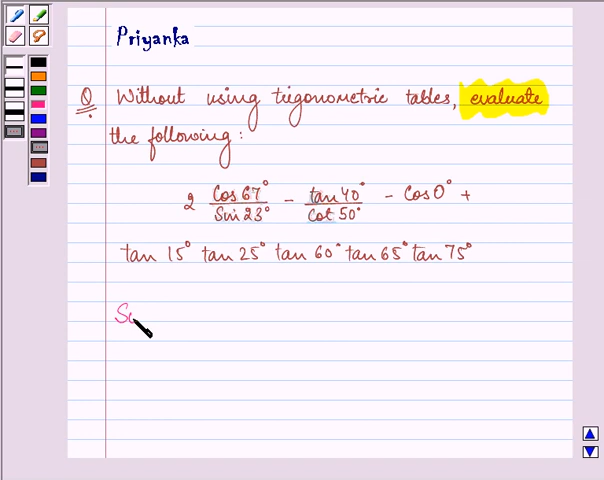 Priyanka
Q. Without using trigonometric tables, evaluate
the following:
2 Cos 67° / Sin 23° - tan 40° / Cot 50° - Cos 0° +
tan 15° tan 25° tan 60° tan 65° tan 75°
S